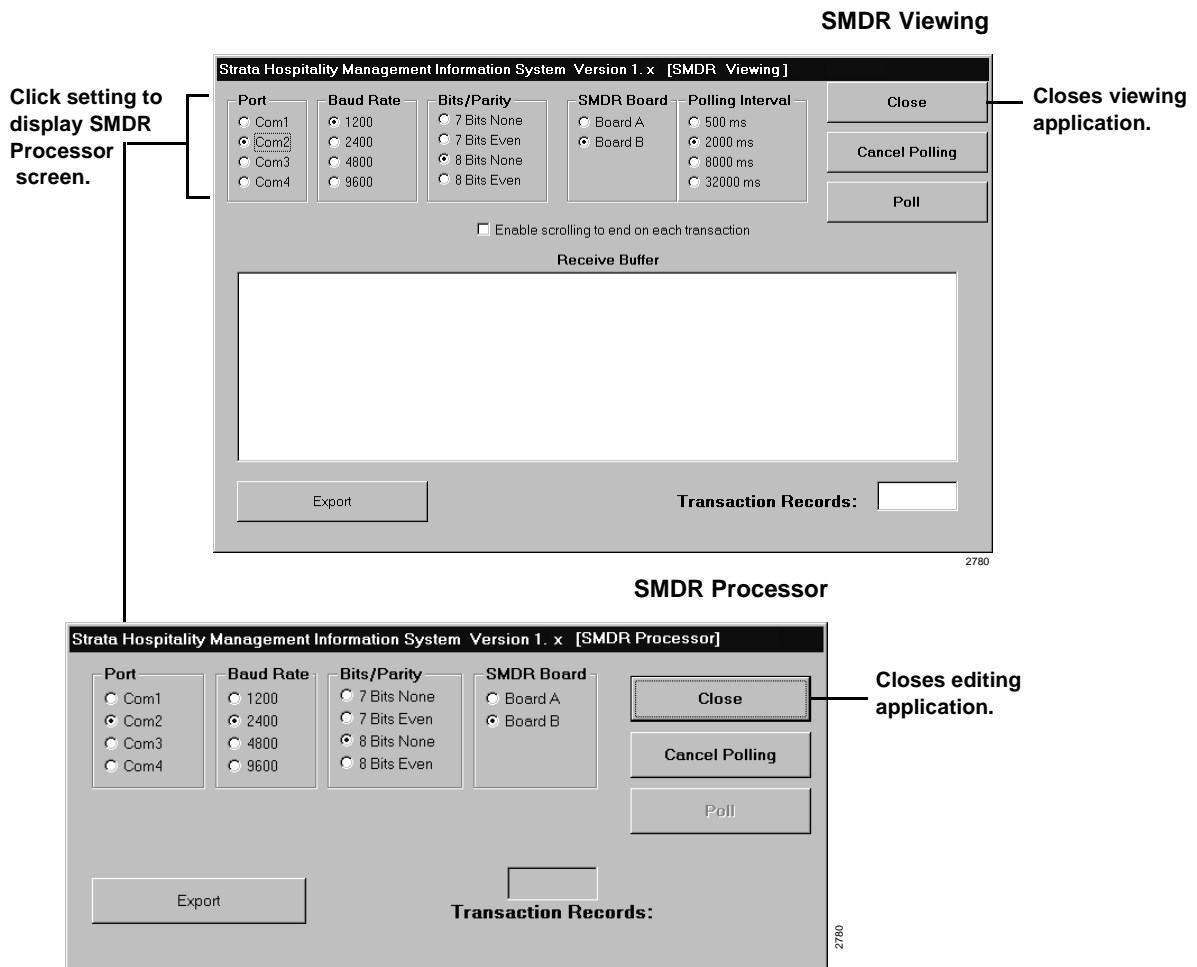 SMDR Viewing
Strata Hospitality Management Information System Version 1. x [SMDR Viewing]
Click setting to
display SMDR
Processor
screen.
Port
Com1
Com2
Com3
Com4
Baud Rate
1200
2400
4800
9600
Bits/Parity
7 Bits None
7 Bits Even
8 Bits None
8 Bits Even
SMDR Board
Board A
Board B
Polling Interval
500 ms
2000 ms
8000 ms
32000 ms
Close
Cancel Polling
Poll
Closes viewing
application.
Enable scrolling to end on each transaction
Receive Buffer
Export
Transaction Records:
2780
SMDR Processor
Strata Hospitality Management Information System Version 1. x [SMDR Processor]
Port
Com1
Com2
Com3
Com4
Baud Rate
1200
2400
4800
9600
Bits/Parity
7 Bits None
7 Bits Even
8 Bits None
8 Bits Even
SMDR Board
Board A
Board B
Close
Cancel Polling
Poll
Closes editing
application.
Export
Transaction Records:
2780